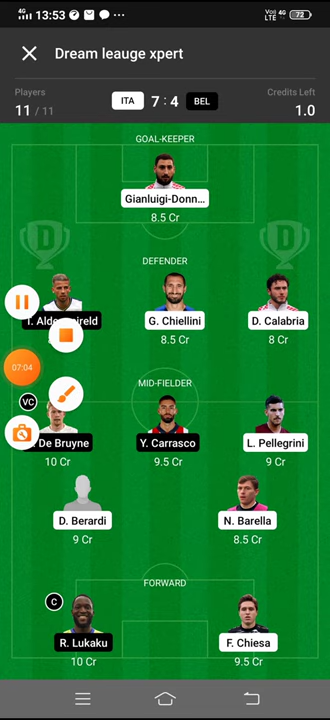 4G 13:53 Voo LTE 4G 72
Dream leauge xpert
Players
11 / 11
ITA 7 : 4 BEL
Credits Left
1.0
GOAL-KEEPER
Gianluigi-Donn...
8.5 Cr
DEFENDER
G. Chiellini
D. Calabria
8.5 Cr
8 Cr
07:04
MID-FIELDER
VC
De Bruyne
Y. Carrasco
L. Pellegrini
10 Cr
9.5 Cr
9 Cr
D. Berardi
N. Barella
9 Cr
8.5 Cr
FORWARD
C
R. Lukaku
F. Chiesa
10 Cr
9.5 Cr